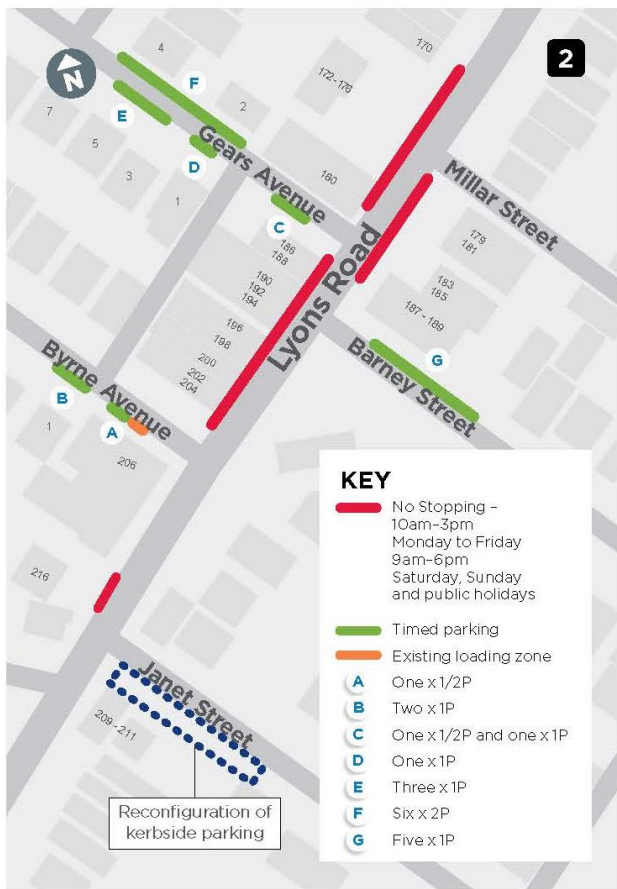 2
N
170
172-178
4
F
2
E
7
5
D
3
1
180
Gears Avenue
C
Millar Street
179
181
183
185
187 - 189
186
188
190
192
194
196
198
200
202
204
Lyons Road
G
Barney Street
Byrne Avenue
B
A
1
206
216
Janet Street
209 - 211
Reconfiguration of
kerbside parking
KEY
No Stopping –
10am–3pm
Monday to Friday
9am–6pm
Saturday, Sunday
and public holidays
Timed parking
Existing loading zone
A One x 1/2P
B Two x 1P
C One x 1/2P and one x 1P
D One x 1P
E Three x 1P
F Six x 2P
G Five x 1P